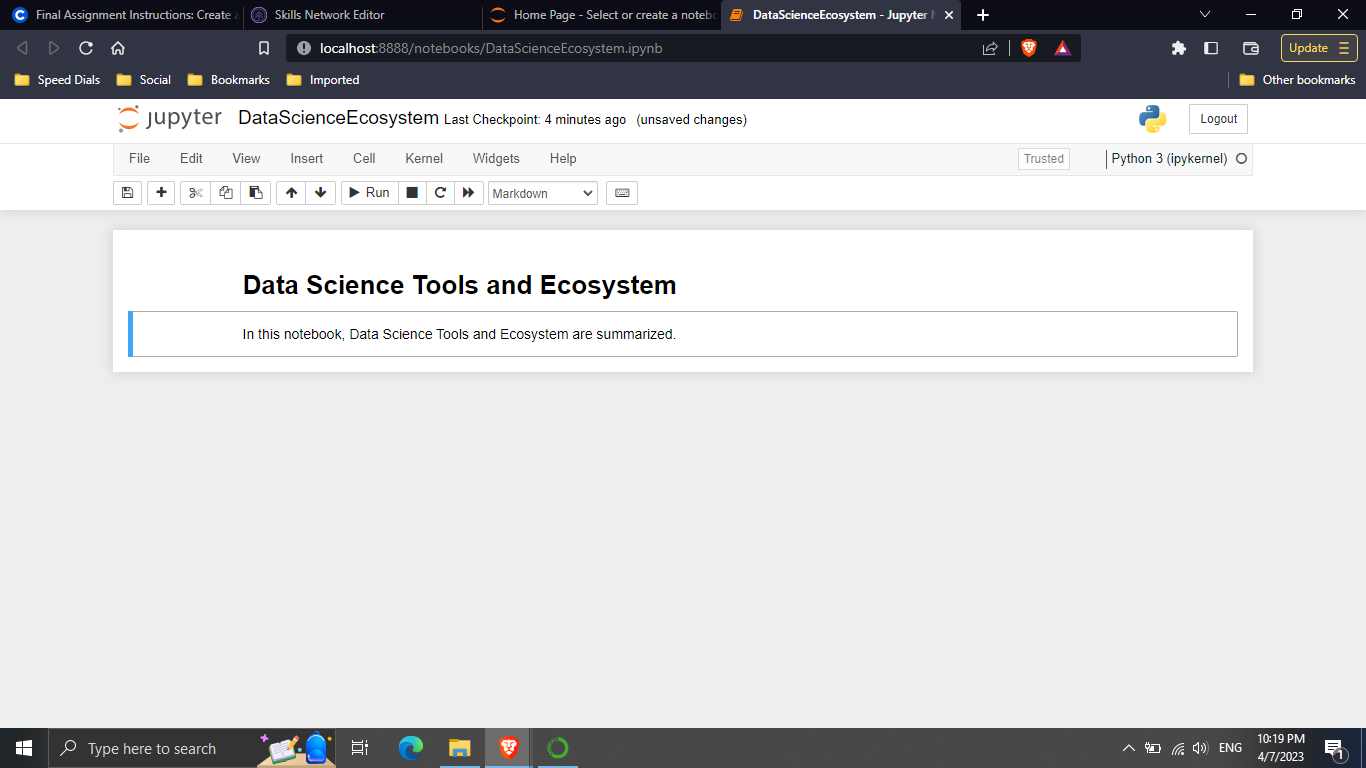 Final Assignment Instructions: Create a
Skills Network Editor
Home Page - Select or create a noteb
DataScienceEcosystem - Jupyter N
localhost:8888/notebooks/DataScienceEcosystem.ipynb
Update
Speed Dials
Social
Bookmarks
Imported
Other bookmarks
jupyter
DataScienceEcosystem Last Checkpoint: 4 minutes ago (unsaved changes)
Logout
File Edit View Insert Cell Kernel Widgets Help
Trusted
Python 3 (ipykernel)
Run
Markdown
Data Science Tools and Ecosystem
In this notebook, Data Science Tools and Ecosystem are summarized.
Type here to search
ENG
10:19 PM
4/7/2023
1